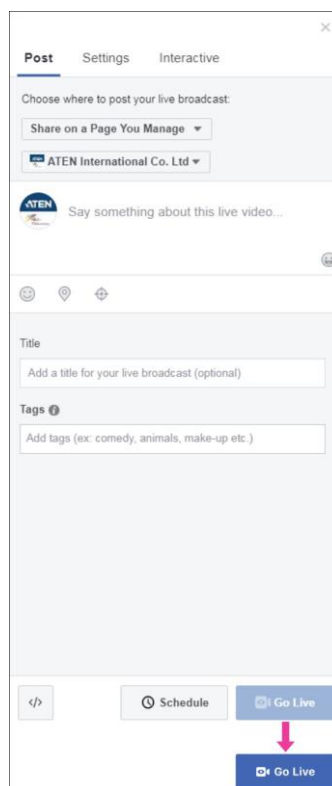 Post Settings Interactive
Choose where to post your live broadcast:
Share on a Page You Manage
ATEN International Co. Ltd
ATEN
Say something about this live video...
Title
Add a title for your live broadcast (optional)
Tags
Add tags (ex: comedy, animals, make-up etc.)
</> Schedule Go Live
Go Live